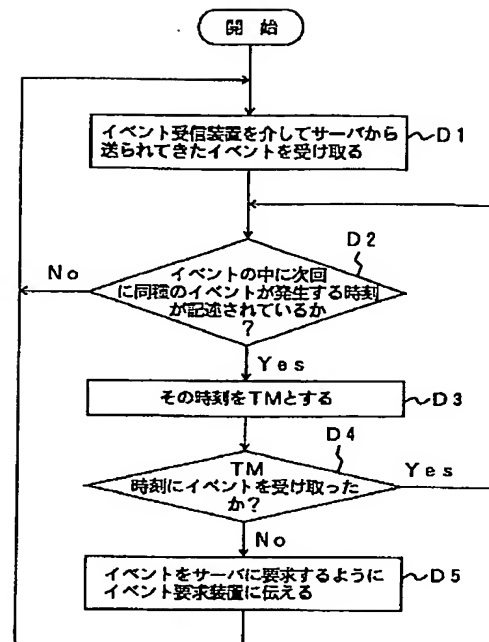 開 始
イベント受信装置を介してサーバから
送られてきたイベントを受け取る
~D1
D2
No
イベントの中に次回
に同種のイベントが発生する時刻
が記述されているか
?
Yes
その時刻をTMとする
~D3
D4
TM
時刻にイベントを受け取った
か?
Yes
No
イベントをサーバに要求するように
イベント要求装置に伝える
~D5